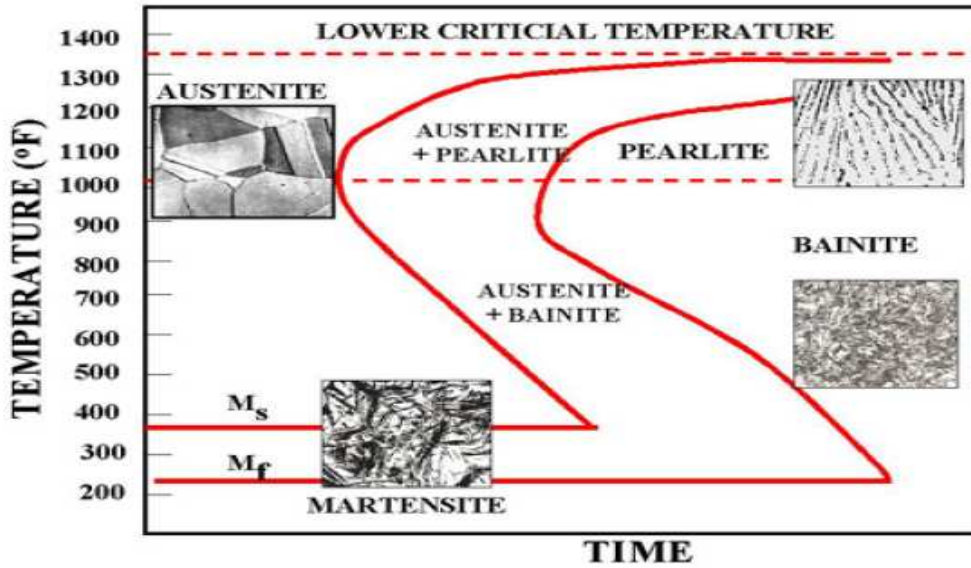 TEMPERATURE (ºF)
1400
1300
1200
1100
1000
900
800
700
600
500
400
300
200
LOWER CRITICIAL TEMPERATURE
AUSTENITE
AUSTENITE
+ PEARLITE
PEARLITE
BAINITE
AUSTENITE
+ BAINITE
Ms
Mf
MARTENSITE
TIME